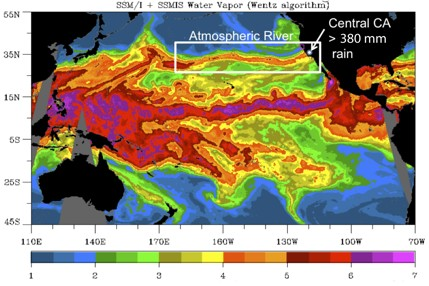 SSM/I + SSMIS Water Vapor (Wentz algorithm)
55N
35N
15N
5S
25S
45S
Atmospheric River
Central CA
> 380 mm
rain
110E 140E 170E 160W 130W 100W 70W
1 2 3 4 5 6 7